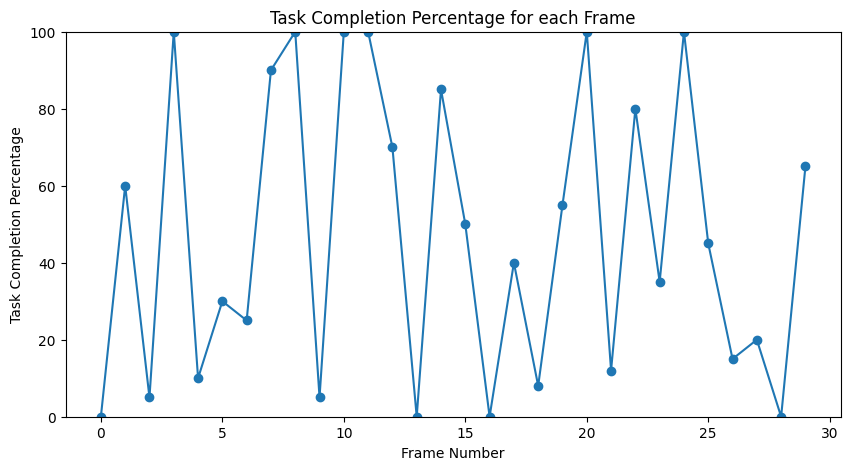 Task Completion Percentage for each Frame
100
80
60
40
20
0
Task Completion Percentage
0 5 10 15 20 25 30
Frame Number